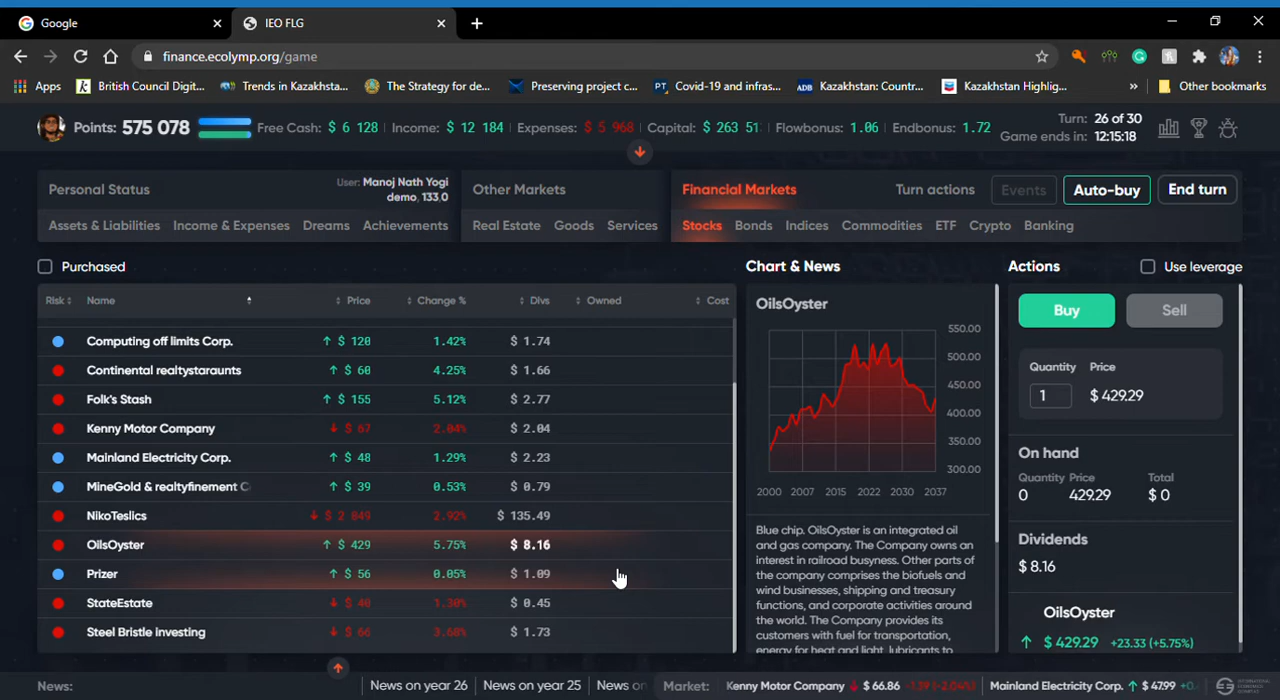 Google
IEO FLG
finance.ecolymp.org/game
Apps British Council Digit... Trends in Kazakhsta... The Strategy for de... Preserving project c... Covid-19 and infras... Kazakhstan: Countr... Kazakhstan Highlig... » Other bookmarks
Points: 575 078 Free Cash: $ 6 128 Income: $ 12 184 Expenses: $ 5 968 Capital: $ 263 51 Flowbonus: 1.06 Endbonus: 1.72 Turn: 26 of 30
Game ends in: 12:15:18
Personal Status User: Manoj Nath Yogi
demo, 133,0
Other Markets Financial Markets Turn actions Events Auto-buy End turn
Assets & Liabilities Income & Expenses Dreams Achievements Real Estate Goods Services Stocks Bonds Indices Commodities ETF Crypto Banking
Purchased Chart & News Actions Use leverage
Risk Name Price Change % Divs Owned Cost
Computing off limits Corp. ↑ $ 120 1.42% $ 1.74
Continental realtystaraunts ↑ $ 60 4.25% $ 1.66
Folk's Stash ↑ $ 155 5.12% $ 2.77
Kenny Motor Company ↓ $ 67 2.04% $ 2.04
Mainland Electricity Corp. ↑ $ 48 1.29% $ 2.23
MineGold & realtyfinement C ↑ $ 39 0.53% $ 0.79
NikoTeslics ↓ $ 2 849 2.92% $ 135.49
OilsOyster ↑ $ 429 5.75% $ 8.16
Prizer ↑ $ 56 0.05% $ 1.09
StateEstate ↓ $ 40 1.30% $ 0.45
Steel Bristle investing ↓ $ 66 3.68% $ 1.73
OilsOyster
550.00
500.00
450.00
400.00
350.00
300.00
2000 2007 2015 2022 2030 2037
Blue chip. OilsOyster is an integrated oil
and gas company. The Company owns an
interest in railroad busyness. Other parts of
the company comprises the biofuels and
wind businesses, shipping and treasury
functions, and corporate activities around
the world. The Company provides its
customers with fuel for transportation,
energy for heat and light, lubricants to
Buy Sell
Quantity Price
1 $ 429.29
On hand
Quantity Price Total
0 429.29 $ 0
Dividends
$ 8.16
OilsOyster
↑ $ 429.29 +23.33 (+5.75%)
News: News on year 26 News on year 25 News on Market: Kenny Motor Company ↓ $ 66.86 -1.39 (-2.04%) Mainland Electricity Corp. ↑ $ 47.99 +0.